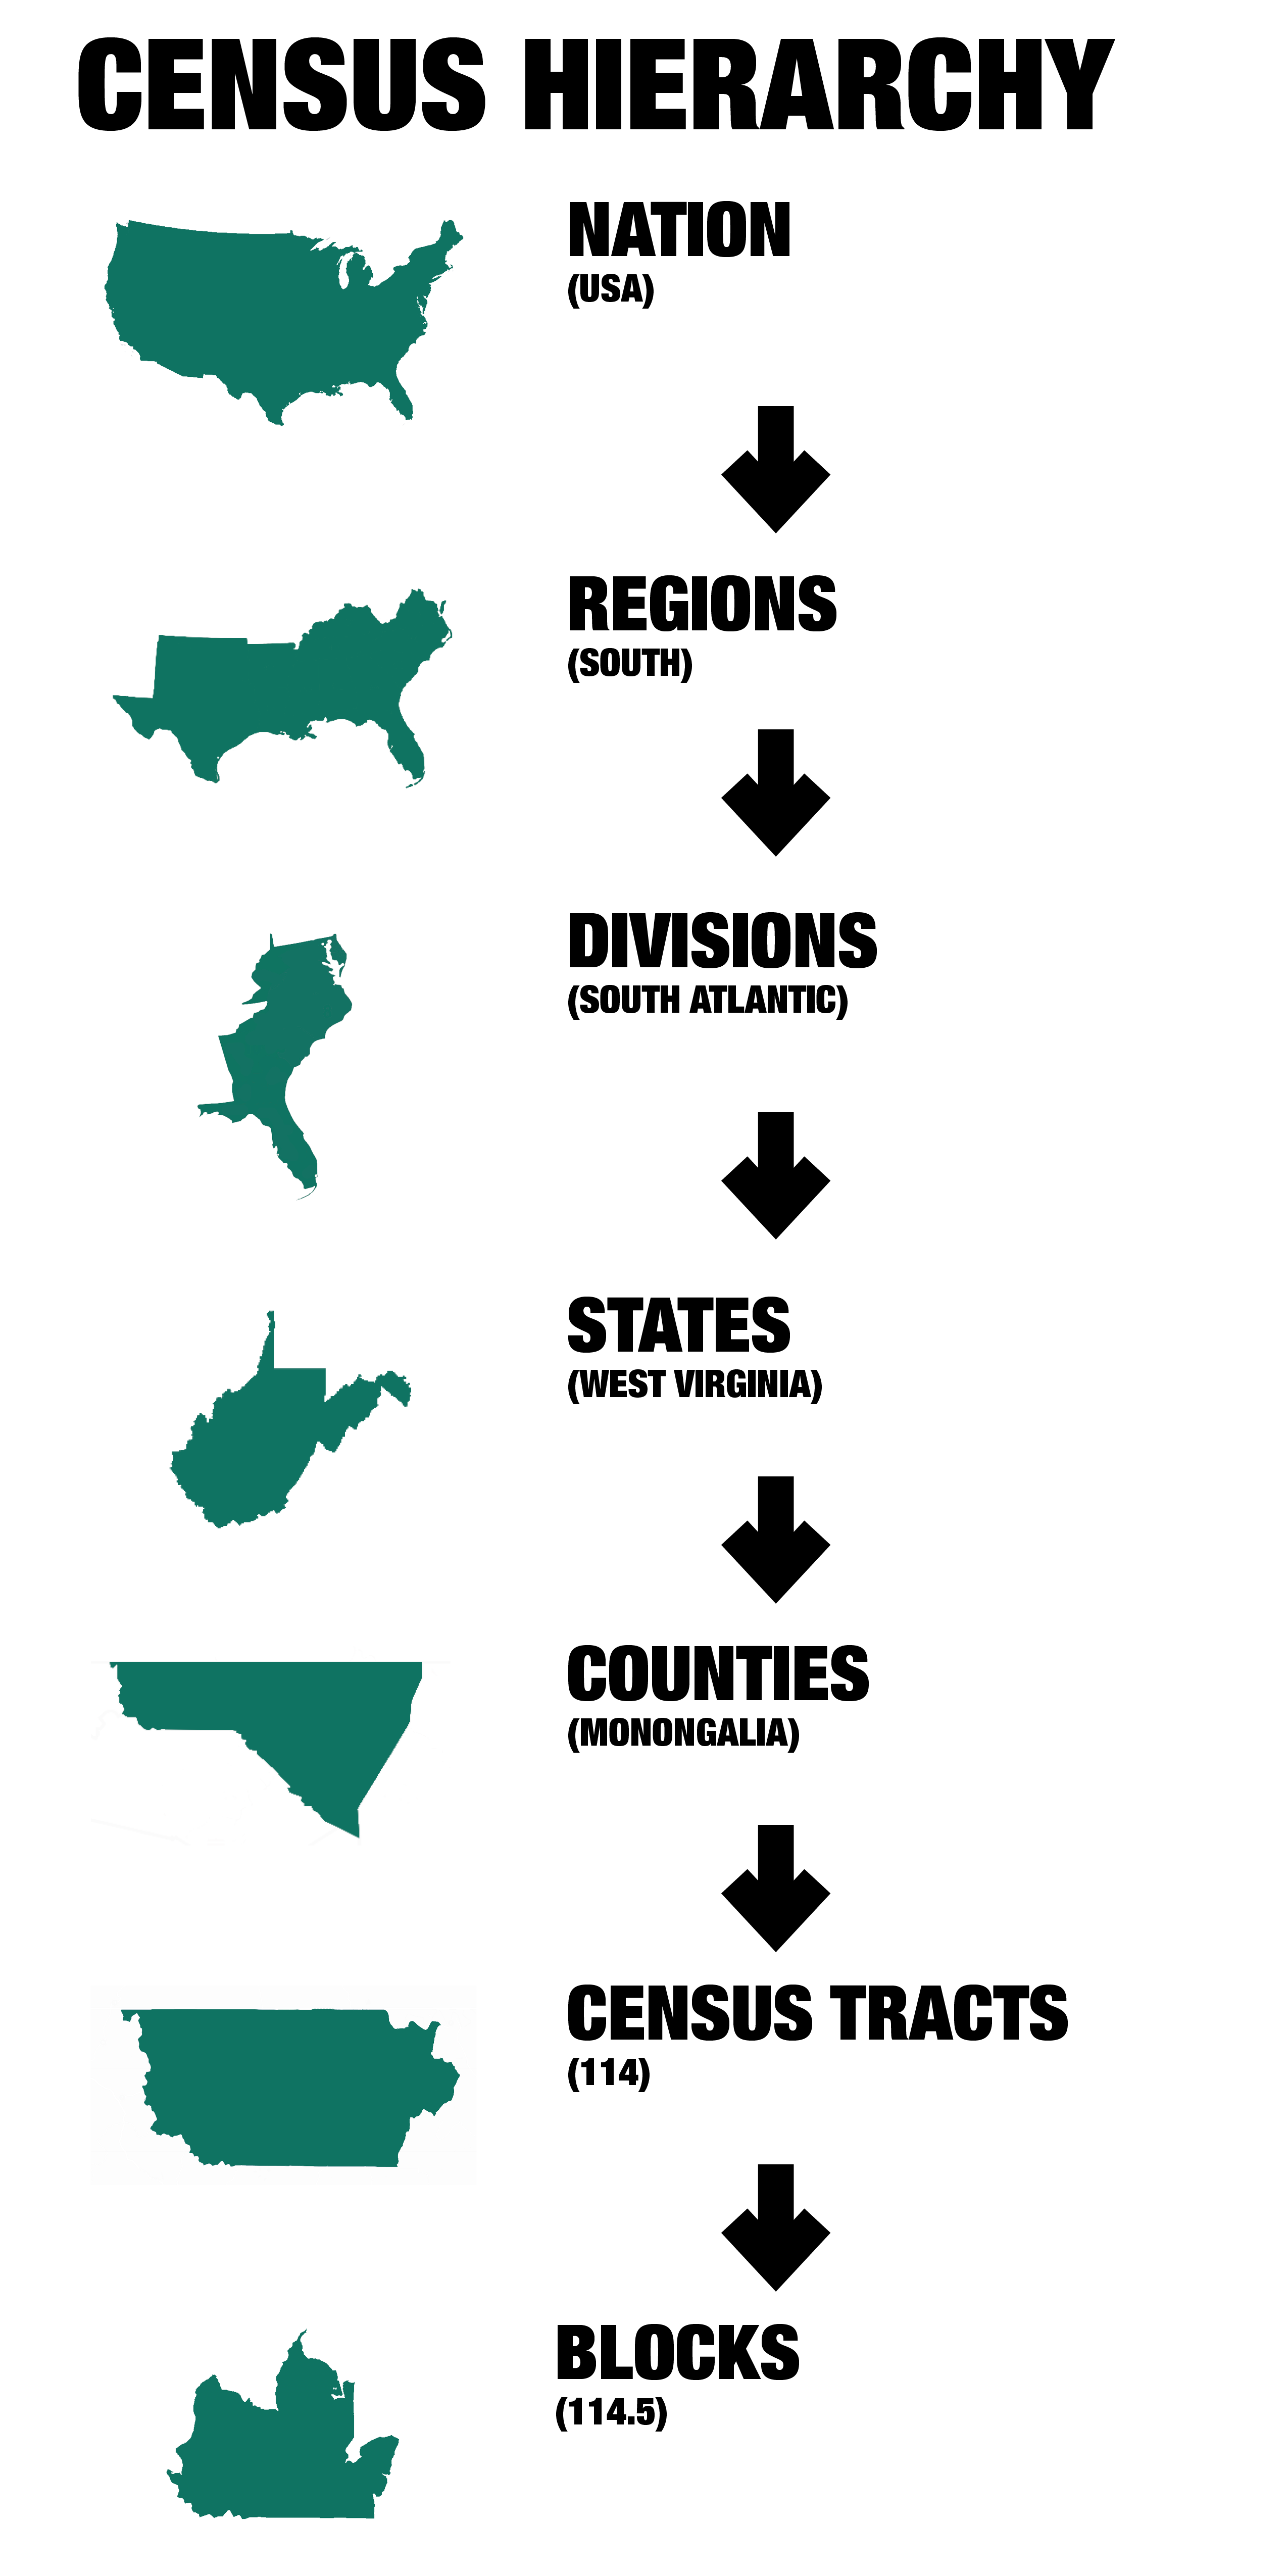 CENSUS HIERARCHY
NATION
(USA)
REGIONS
(SOUTH)
DIVISIONS
(SOUTH ATLANTIC)
STATES
(WEST VIRGINIA)
COUNTIES
(MONONGALIA)
CENSUS TRACTS
(114)
BLOCKS
(114.5)